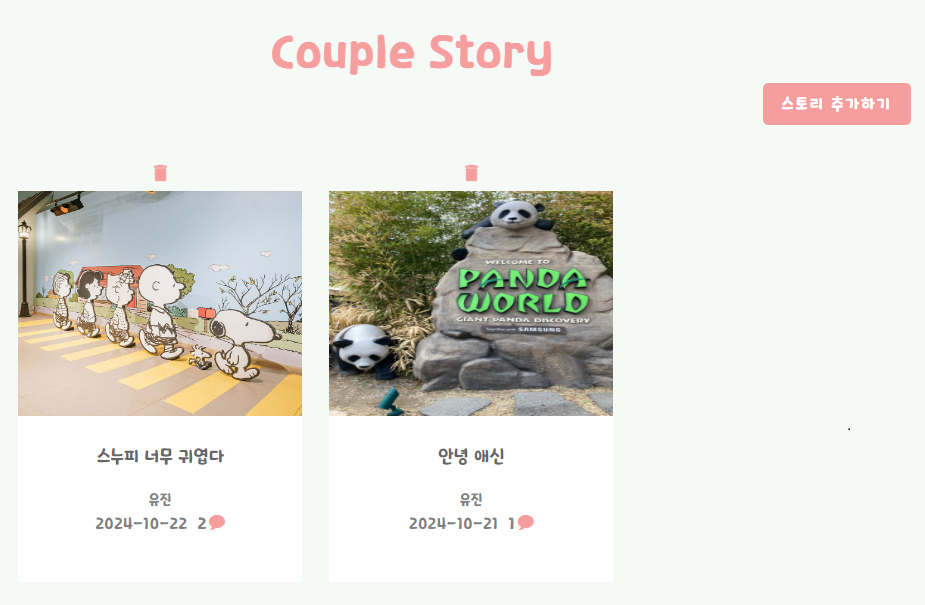 Couple Story
스토리 추가하기
WELCOME TO
PANDA
WORLD
GIANT PANDA DISCOVERY
Together with SAMSUNG
스누피 너무 귀엽다
안녕 애신
유진
유진
2024-10-22 2
2024-10-21 1